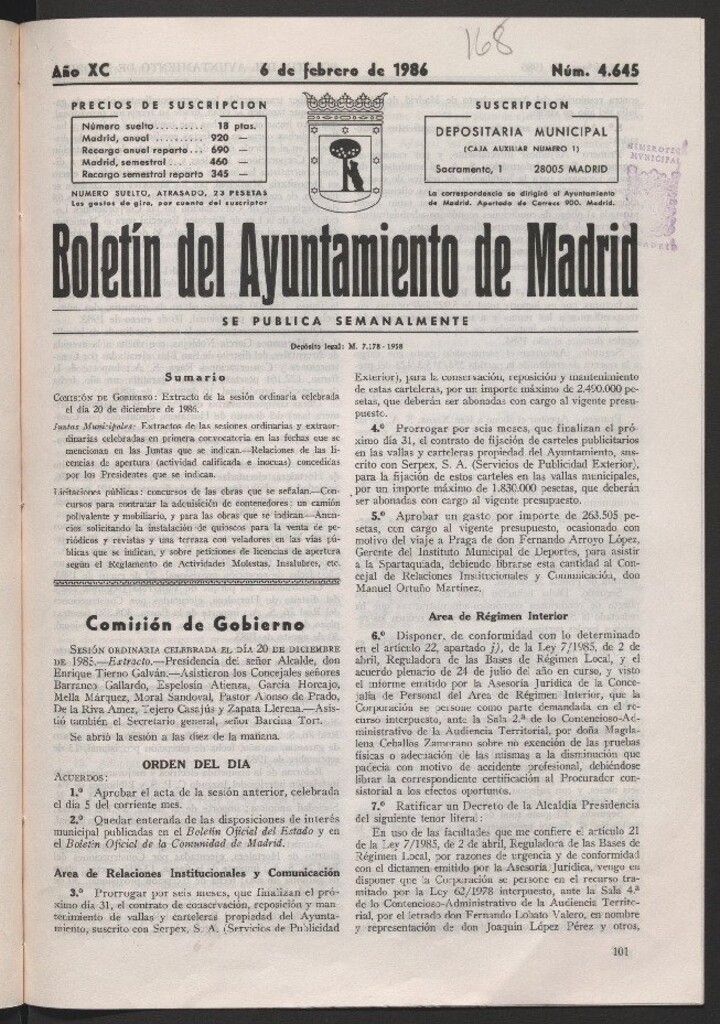 168
Año XC
6 de febrero de 1986
Núm. 4.645
PRECIOS DE SUSCRIPCION
Número suelto.......... 18 ptas.
Madrid, anual .......... 920 —
Recargo anual reparto... 690 —
Madrid, semestral ... 460 —
Recargo semestral reparto 345 —
NUMERO SUELTO, ATRASADO, 23 PESETAS
Los gastos de giro, por cuenta del suscriptor
SUSCRIPCION
DEPOSITARIA MUNICIPAL
(CAJA AUXILIAR NUMERO 1)
Sacramento, 1 28005 MADRID
La correspondencia se dirigirá al Ayuntamiento
de Madrid. Apartado de Correos 900. Madrid.
HEMEROTECA
MUNICIPAL
MADRID
Boletín del Ayuntamiento de Madrid
SE PUBLICA SEMANALMENTE
Depósito legal: M. 7.178 - 1958
Sumario
COMISIÓN DE GOBIERNO: Extracto de la sesión ordinaria celebrada
el día 20 de diciembre de 1985.
Juntas Municipales: Extractos de las sesiones ordinarias y extraor-
dinarias celebradas en primera convocatoria en las fechas que se
mencionan en las Juntas que se indican.—Relaciones de las li-
cencias de apertura (actividad calificada e inocuas) concedidas
por los Presidentes que se indican.
Licitaciones públicas: concursos de las obras que se señalan.—Con-
cursos para contratar la adquisición de contenedores: un camión
polivalente y mobiliario, y para las obras que se indican—Anun-
cios solicitando la instalación de quioscos para la venta de pe-
riódicos y revistas y una terraza con veladores en las vías pú-
blicas que se indican, y sobre peticiones de licencias de apertura
según el Reglamento de Actividades Molestas, Insalubres, etc.
Comisión de Gobierno
SESIÓN ORDINARIA CELEBRADA EL DÍA 20 DE DICIEMBRE
DE 1985.—Extracto.—Presidencia del señor Alcalde, don
Enrique Tierno Galván.—Asistieron los Concejales señores
Barranco Gallardo, Espelosín Atienza, García Horcajo,
Mella Márquez, Moral Sandoval, Pastor Alonso de Prado,
De la Riva Amez, Tejero Casajús y Zapata Llerena.—Asis-
tió también el Secretario general, señor Barcina Tort.
Se abrió la sesión a las diez de la mañana.
ORDEN DEL DIA
ACUERDOS:
1.º Aprobar el acta de la sesión anterior, celebrada
el día 5 del corriente mes.
2.º Quedar enterada de las disposiciones de interés
municipal publicadas en el Boletín Oficial del Estado y en
el Boletín Oficial de la Comunidad de Madrid.
Area de Relaciones Institucionales y Comunicación
3.º Prorrogar por seis meses, que finalizan el pró-
ximo día 31, el contrato de conservación, reposición y man-
tenimiento de vallas y carteleras propiedad del Ayunta-
miento, suscrito con Serpex, S. A. (Servicios de Publicidad
Exterior), para la conservación, reposición y mantenimiento
de estas carteleras, por un importe máximo de 2.490.000 pe-
setas, que deberán ser abonadas con cargo al vigente presu-
puesto.
4.º Prorrogar por seis meses, que finalizan el pró-
ximo día 31, el contrato de fijación de carteles publicitarios
en las vallas y carteleras propiedad del Ayuntamiento, sus-
crito con Serpex, S. A. (Servicios de Publicidad Exterior),
para la fijación de estos carteles en las vallas municipales,
por un importe máximo de 1.830.000 pesetas, que deberán
ser abonadas con cargo al vigente presupuesto.
5.º Aprobar un gasto por importe de 263.505 pe-
setas, con cargo al vigente presupuesto, ocasionado con
motivo del viaje a Praga de don Fernando Arroyo López,
Gerente del Instituto Municipal de Deportes, para asistir
a la Spartaquiada, debiendo librarse esta cantidad al Con-
cejal de Relaciones Institucionales y Comunicación, don
Manuel Ortuño Martínez.
Area de Régimen Interior
6.º Disponer, de conformidad con lo determinado
en el artículo 22, apartado j), de la Ley 7/1985, de 2 de
abril, Reguladora de las Bases de Régimen Local, y el
acuerdo plenario de 24 de julio del año en curso, y visto
el informe emitido por la Asesoría Jurídica de la Conce-
jalía de Personal del Area de Régimen Interior, que la
Corporación se persone como parte demandada en el re-
curso interpuesto, ante la Sala 2.ª de lo Contencioso-Ad-
ministrativo de la Audiencia Territorial, por doña Magda-
lena Ceballos Zamorano sobre no exención de las pruebas
físicas o adecuación de las mismas a la disminución que
padecía con motivo de accidente profesional, debiéndose
librar la correspondiente certificación al Procurador con-
sistorial a los efectos oportunos.
7.º Ratificar un Decreto de la Alcaldía Presidencia
del siguiente tenor literal:
En uso de las facultades que me confiere el artículo 21
de la Ley 7/1985, de 2 de abril, Reguladora de las Bases de
Régimen Local, por razones de urgencia y de conformidad
con el dictamen emitido por la Asesoría Jurídica, vengo en
disponer que la Corporación se persone en el recurso tra-
mitado por la Ley 62/1978 interpuesto, ante la Sala 4.ª
de lo Contencioso-Administrativo de la Audiencia Territo-
rial, por el letrado don Fernando Lobato Valero, en nombre
y representación de don Joaquín López Pérez y otros,
101